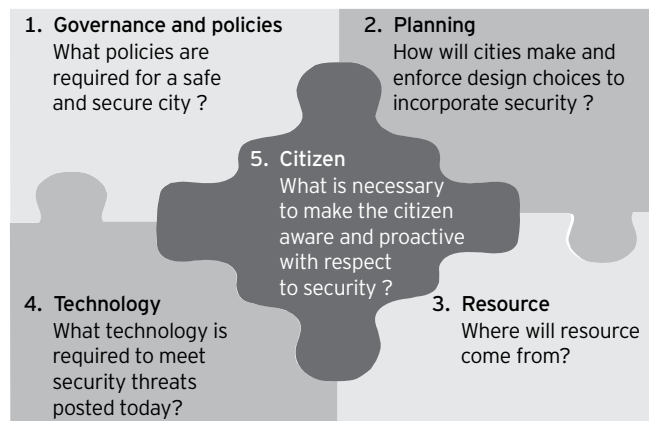 1. Governance and policies
What policies are
required for a safe
and secure city ?
2. Planning
How will cities make and
enforce design choices to
incorporate security ?
5. Citizen
What is necessary
to make the citizen
aware and proactive
with respect
to security ?
4. Technology
What technology is
required to meet
security threats
posted today?
3. Resource
Where will resource
come from?